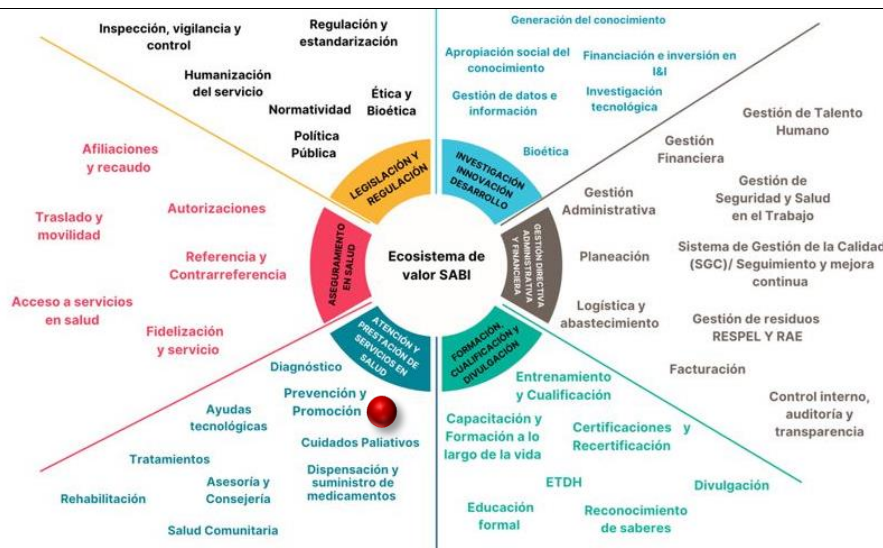 Inspección, vigilancia y
control
Regulación y
estandarización
Humanización
del servicio
Normatividad
Ética y
Bioética
Política
Pública
Generación del conocimiento
Apropiación social del
conocimiento
Financiación e inversión en
I&I
Gestión de datos e
información
Investigación
tecnológica
Bioética
Gestión de Talento
Humano
Gestión
Financiera
Gestión
Administrativa
Gestión de
Seguridad y Salud
en el Trabajo
Planeación
Sistema de Gestión de la Calidad
(SGC)/ Seguimiento y mejora
continua
Logística y
abastecimiento
Gestión de residuos
RESPEL Y RAE
Facturación
Control interno,
auditoría y
transparencia
Afiliaciones
y recaudo
Autorizaciones
Traslado y
movilidad
Referencia y
Contrarreferencia
Acceso a servicios
en salud
Fidelización
y servicio
LEGISLACIÓN Y
REGULACIÓN
INVESTIGACIÓN
INNOVACIÓN
DESARROLLO
GESTIÓN DIRECTIVA
ADMINISTRATIVA
Y FINANCIERA
ASEGURAMIENTO
EN SALUD
Ecosistema de
valor SABI
ATENCIÓN Y
PRESTACIÓN DE
SERVICIOS EN
SALUD
FORMACIÓN,
CUALIFICACIÓN y
DIVULGACIÓN
Diagnóstico
Prevención y
Promoción
Ayudas
tecnológicas
Cuidados Paliativos
Tratamientos
Asesoría y
Consejería
Dispensación y
suministro de
medicamentos
Rehabilitación
Salud Comunitaria
Entrenamiento
y Cualificación
Capacitación y
Formación a lo
largo de la vida
Certificaciones y
Recertificación
ETDH
Divulgación
Educación
formal
Reconocimiento
de saberes